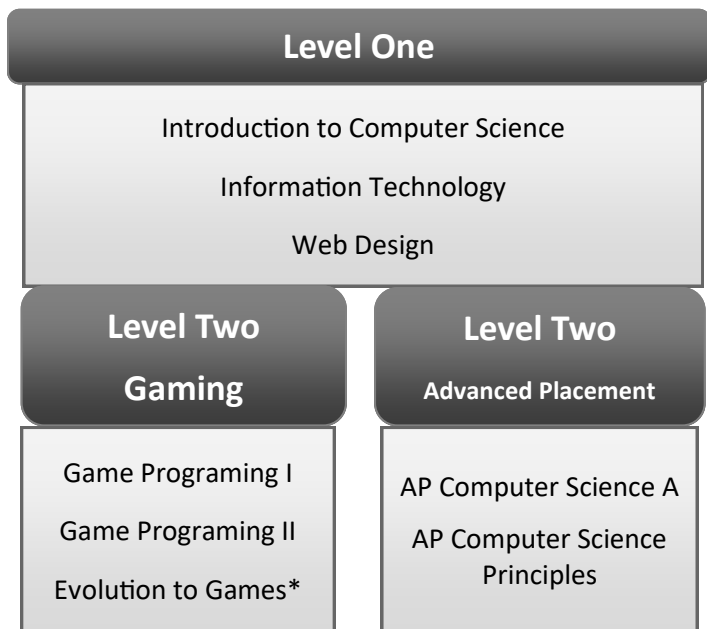 Level One
Introduction to Computer Science
Information Technology
Web Design
Level Two
Gaming
Game Programing I
Game Programing II
Evolution to Games*
Level Two
Advanced Placement
AP Computer Science A
AP Computer Science
Principles